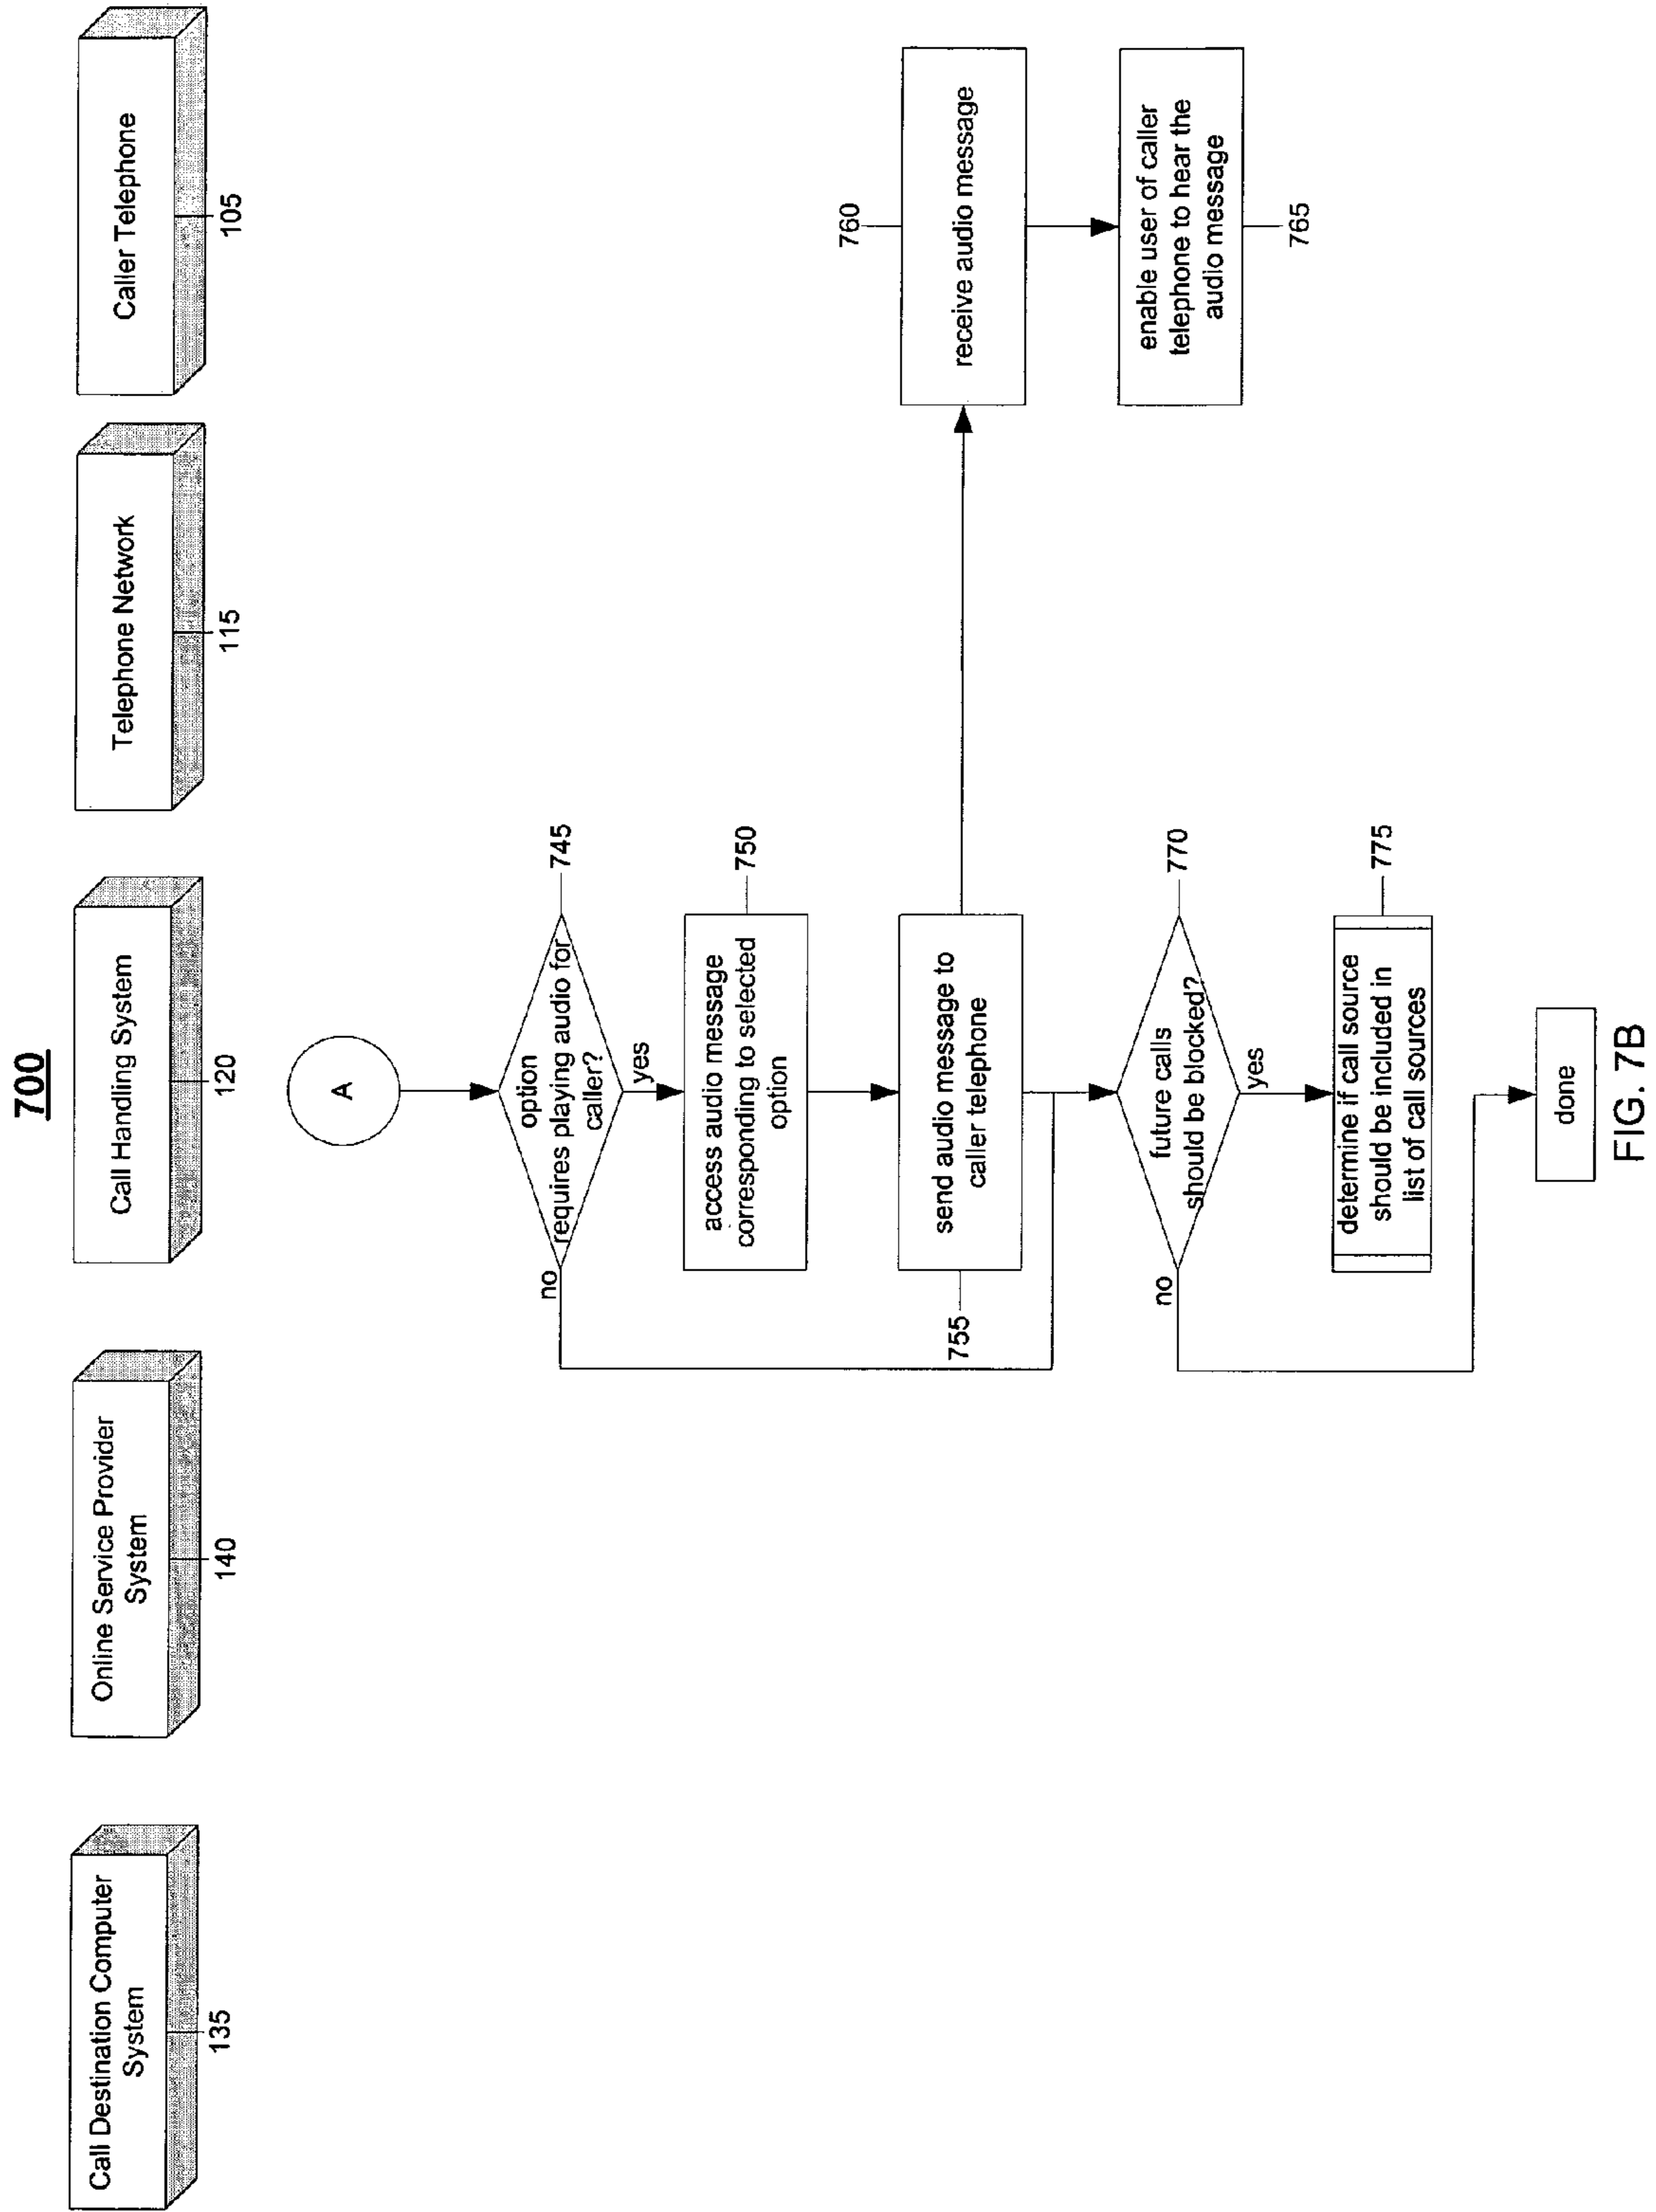 700
Call Destination Computer
System
135
Online Service Provider
System
140
Call Handling System
120
Telephone Network
115
Caller Telephone
105
A
option
requires playing audio for
caller?
745
no
yes
access audio message
corresponding to selected
option
750
755
send audio message to
caller telephone
760
receive audio message
enable user of caller
telephone to hear the
audio message
765
future calls
should be blocked?
770
no
yes
determine if call source
should be included in
list of call sources
775
done
FIG. 7B